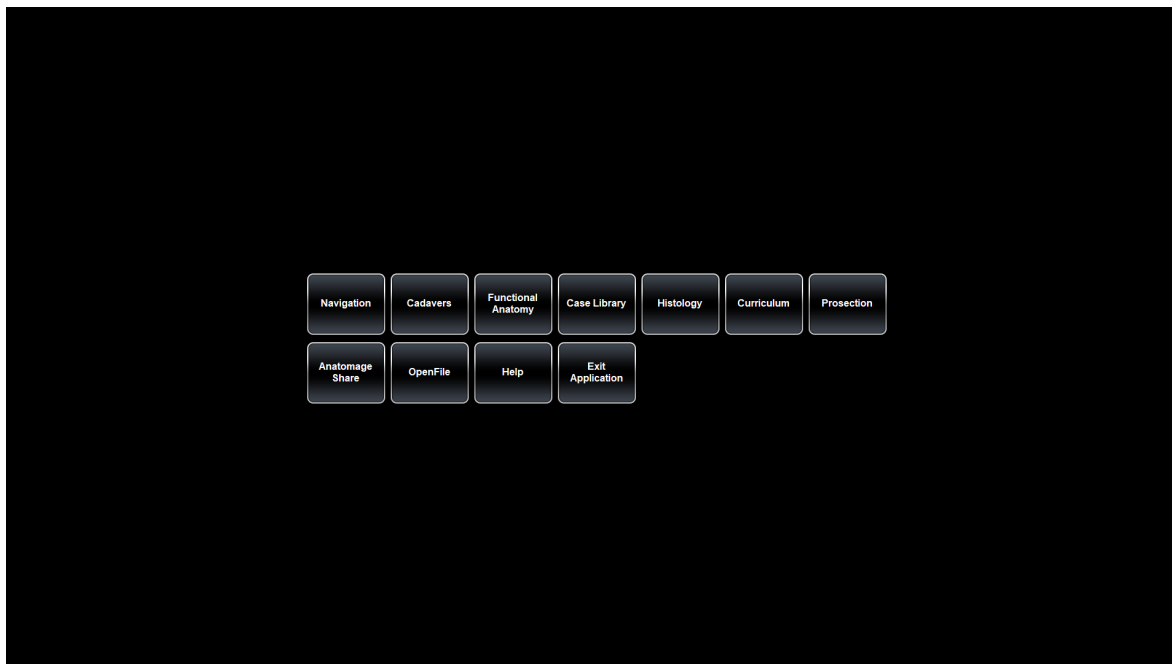 Navigation
Cadavers
Functional
Anatomy
Case Library
Histology
Curriculum
Prosection
Anatomage
Share
OpenFile
Help
Exit
Application